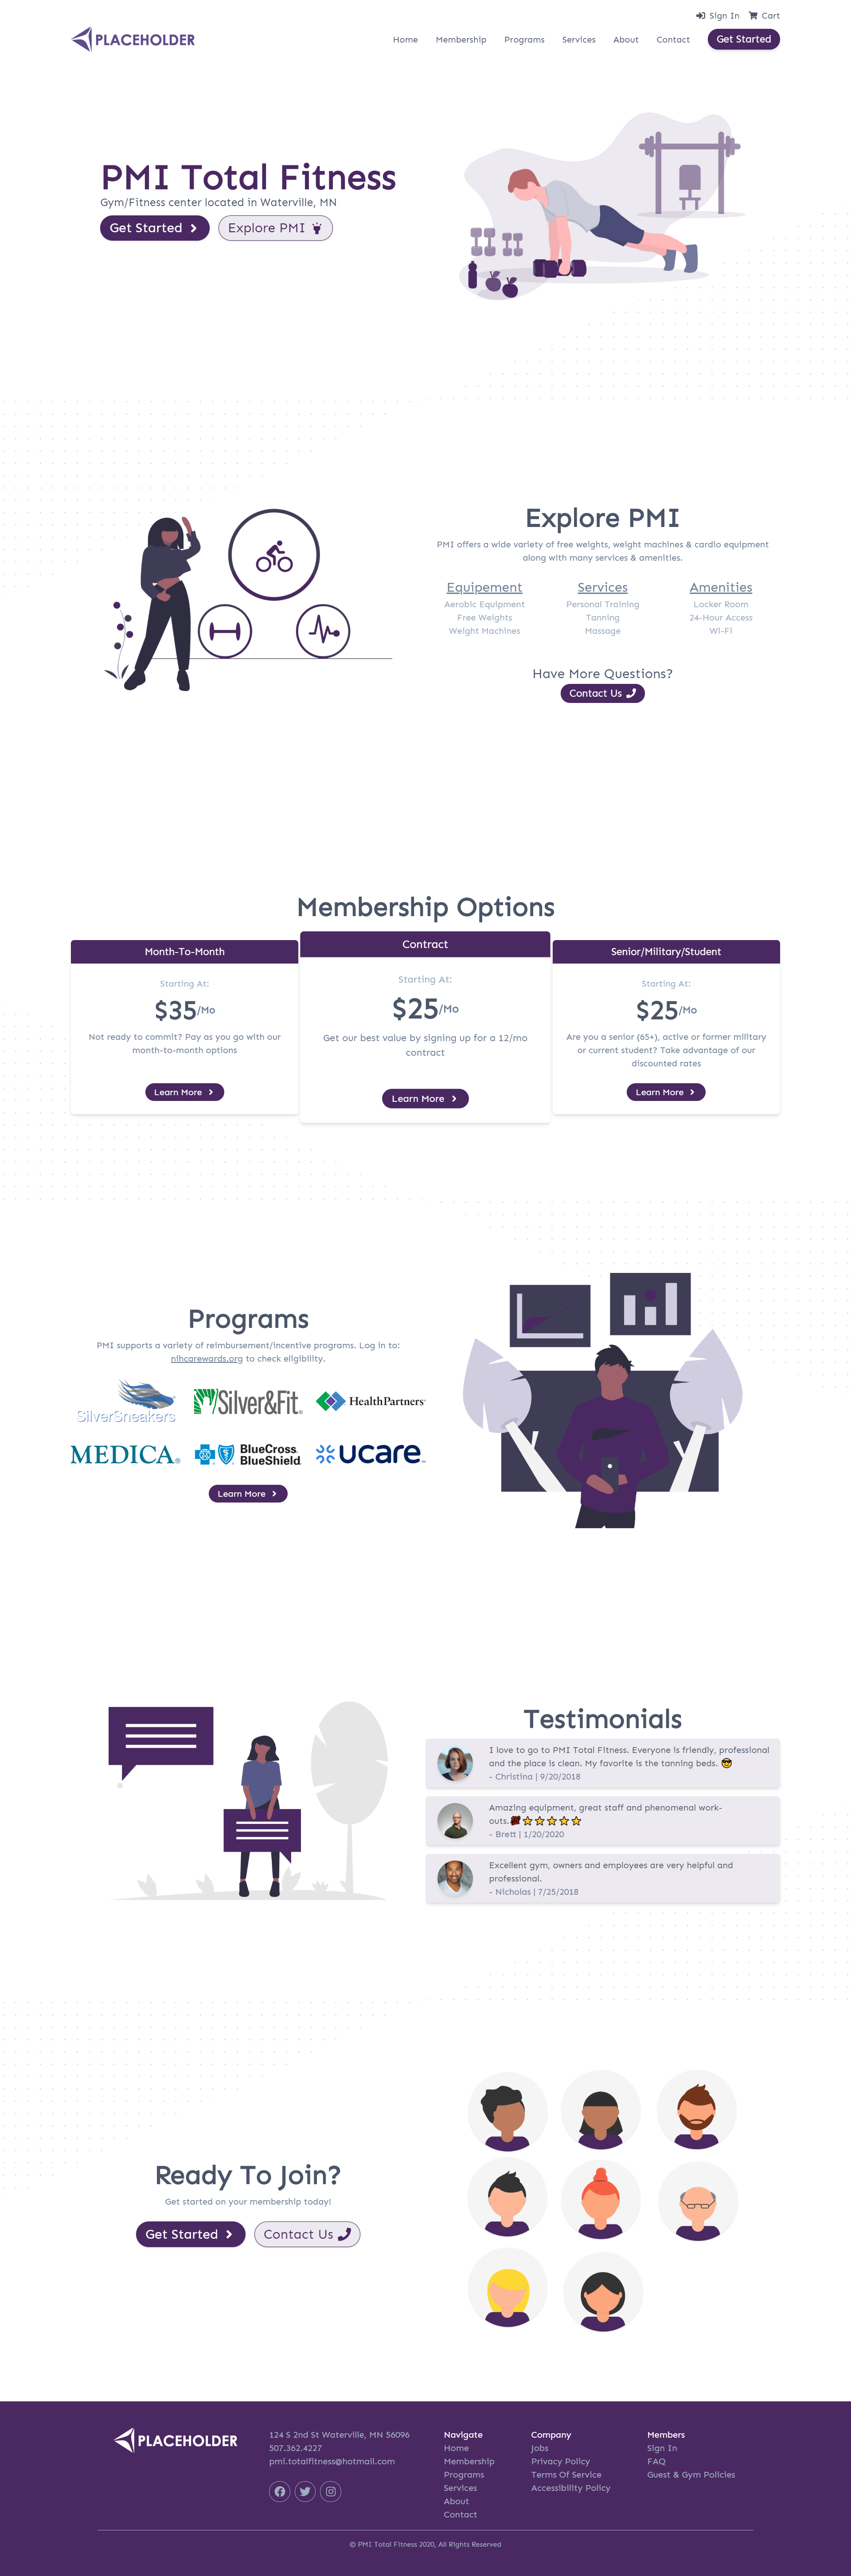 Sign In
Cart
PLACEHOLDER
Home
Membership
Programs
Services
About
Contact
Get Started
PMI Total Fitness
Gym/Fitness center located in Waterville, MN
Get Started
Explore PMI
Explore PMI
PMI offers a wide variety of free weights, weight machines & cardio equipment
along with many services & amenities.
Equipement
Aerobic Equipment
Free Weights
Weight Machines
Services
Personal Training
Tanning
Massage
Amenities
Locker Room
24-Hour Access
Wi-Fi
Have More Questions?
Contact Us
Membership Options
Month-To-Month
Starting At:
$35/Mo
Not ready to commit? Pay as you go with our
month-to-month options
Learn More
Contract
Starting At:
$25/Mo
Get our best value by signing up for a 12/mo
contract
Learn More
Senior/Military/Student
Starting At:
$25/Mo
Are you a senior (65+), active or former military
or current student? Take advantage of our
discounted rates
Learn More
Programs
PMI supports a variety of reimbursement/incentive programs. Log in to:
nihcarewards.org to check eligibility.
SilverSneakers
Silver&Fit®
HealthPartners®
MEDICA®
BlueCross
BlueShield
ucare™
Learn More
Testimonials
I love to go to PMI Total Fitness. Everyone is friendly, professional
and the place is clean. My favorite is the tanning beds. 😎
- Christina | 9/20/2018
Amazing equipment, great staff and phenomenal work-
outs.💯⭐⭐⭐⭐⭐
- Brett | 1/20/2020
Excellent gym, owners and employees are very helpful and
professional.
- Nicholas | 7/25/2018
Ready To Join?
Get started on your membership today!
Get Started
Contact Us
PLACEHOLDER
124 S 2nd St Waterville, MN 56096
507.362.4227
pmi.totalfitness@hotmail.com
Navigate
Home
Membership
Programs
Services
About
Contact
Company
Jobs
Privacy Policy
Terms Of Service
Accessibility Policy
Members
Sign In
FAQ
Guest & Gym Policies
© PMI Total Fitness 2020, All Rights Reserved